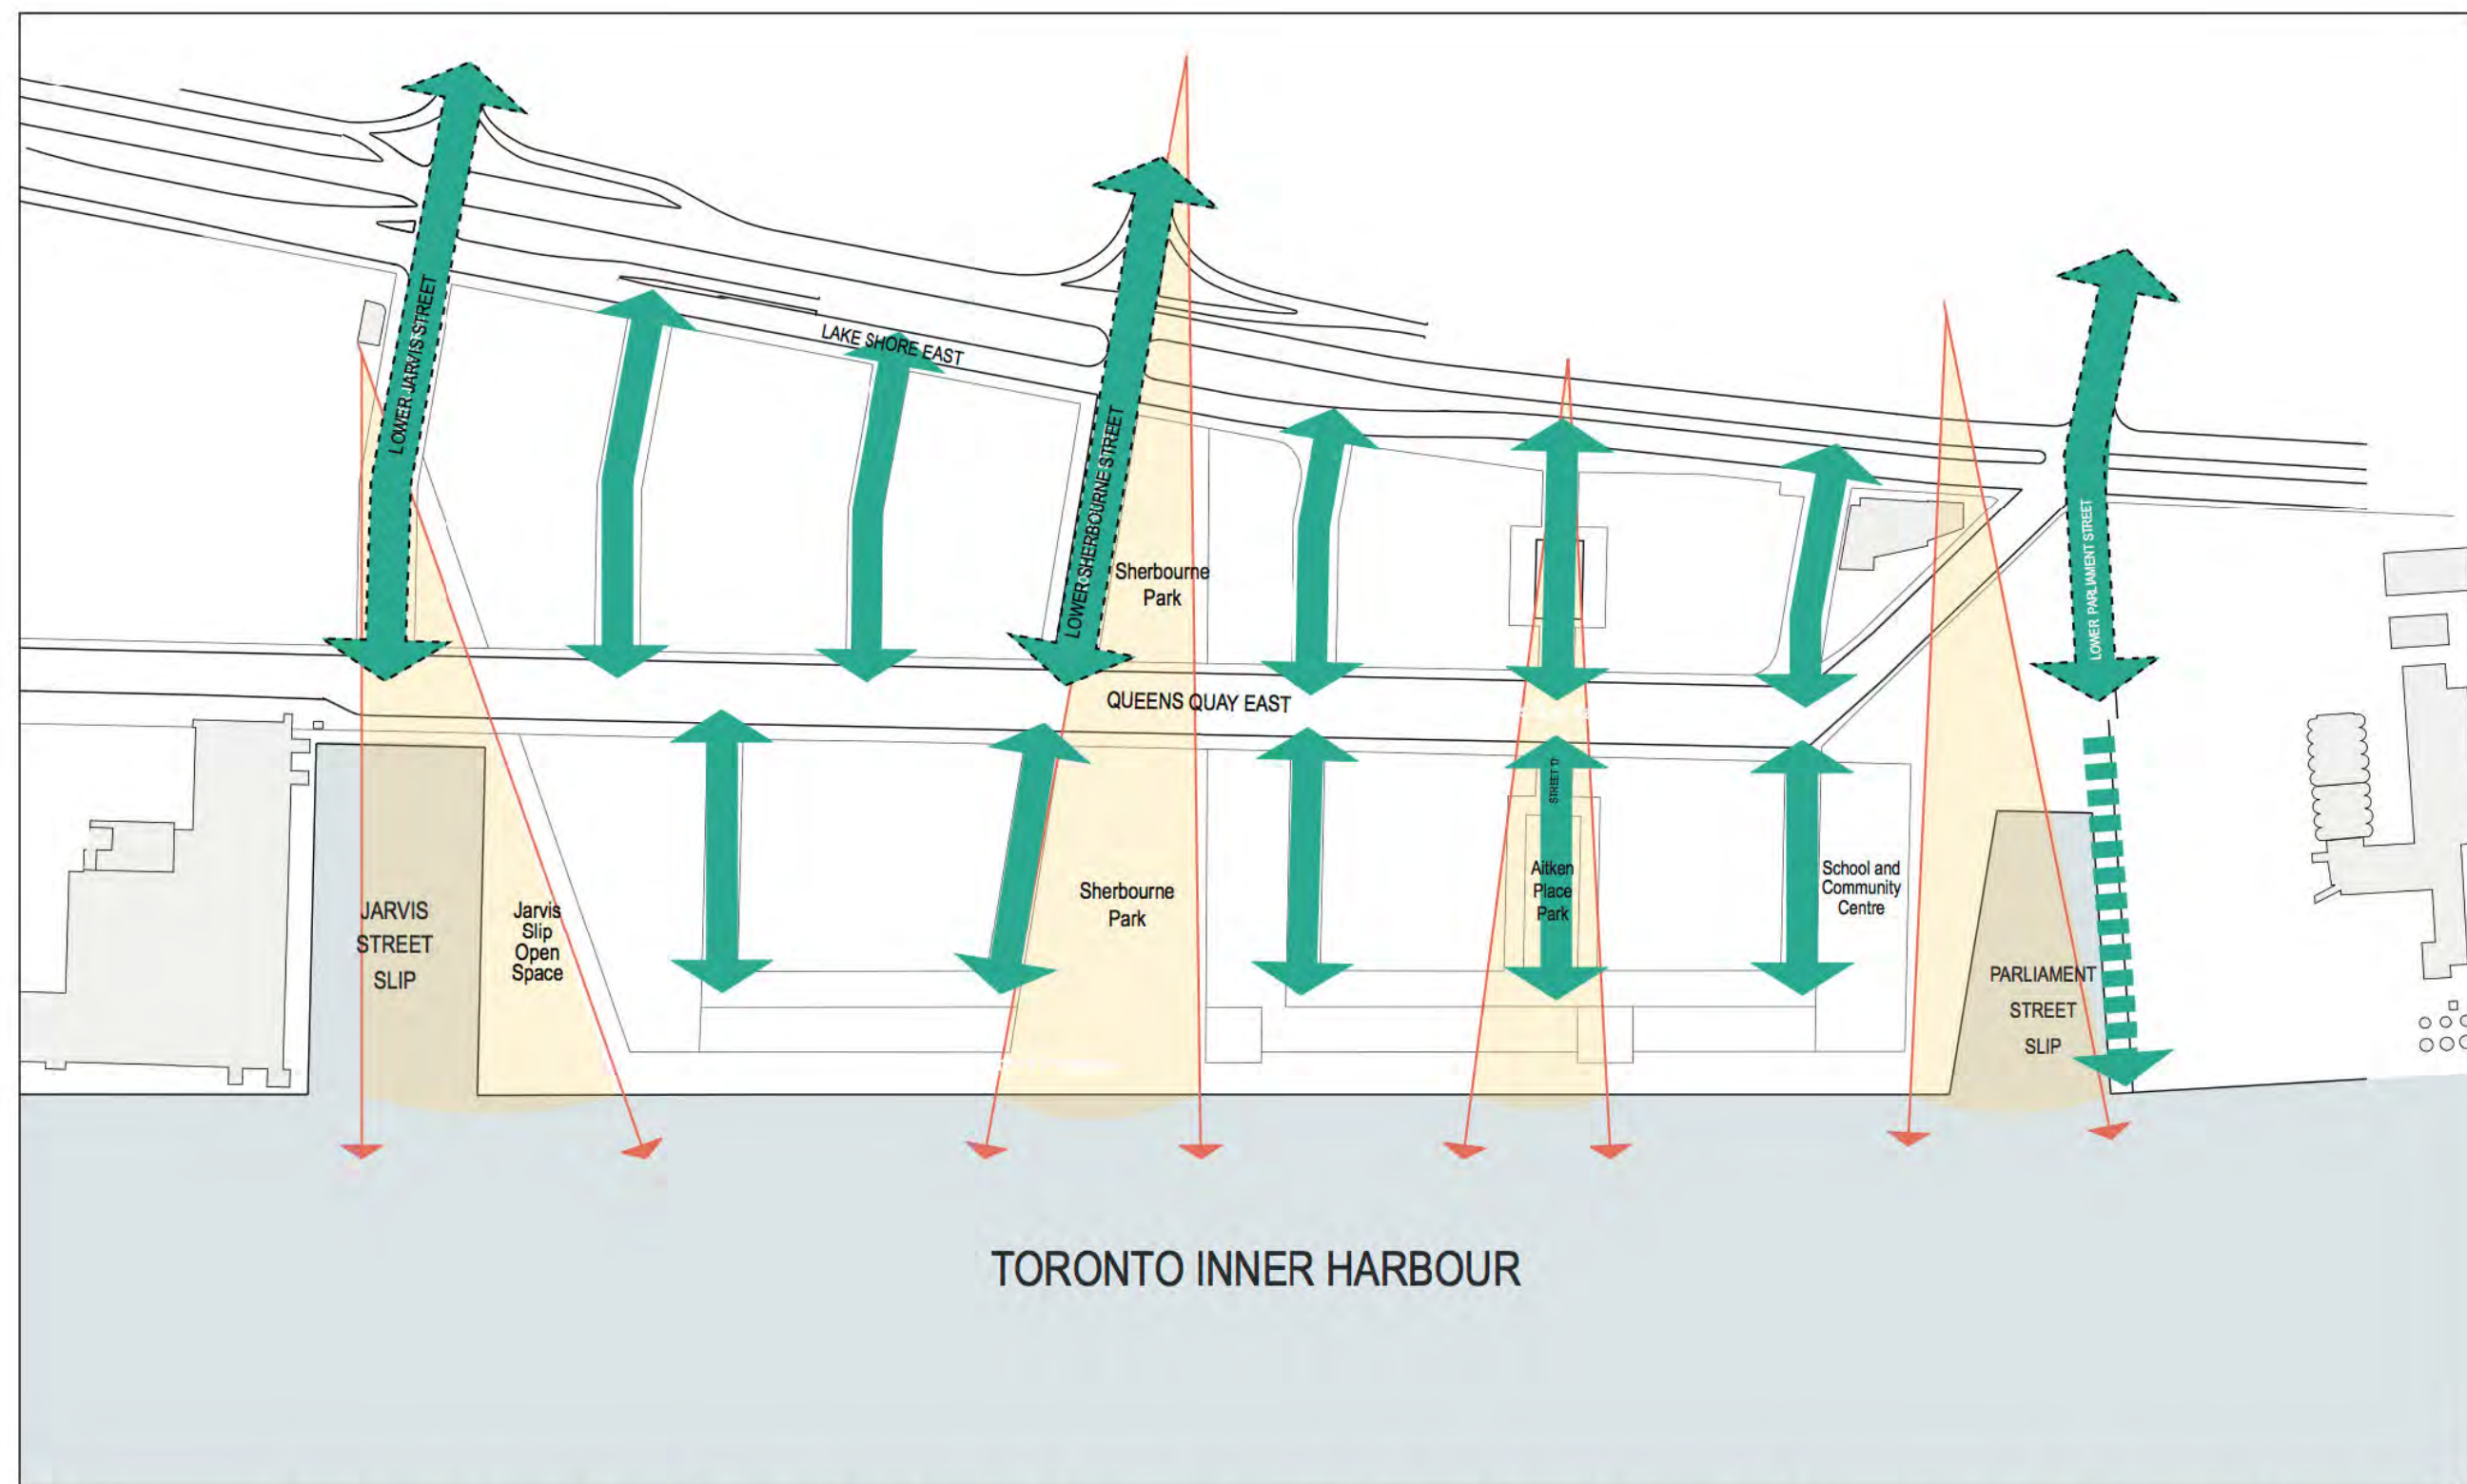 LOWER JARVIS STREET
LAKE SHORE EAST
LOWER SHERBOURNE STREET
LOWER PARLIAMENT STREET
Sherbourne
Park
QUEENS QUAY EAST
Sherbourne
Park
Aitken
Place
Park
School and
Community
Centre
JARVIS
STREET
SLIP
Jarvis
Slip
Open
Space
PARLIAMENT
STREET
SLIP
TORONTO INNER HARBOUR